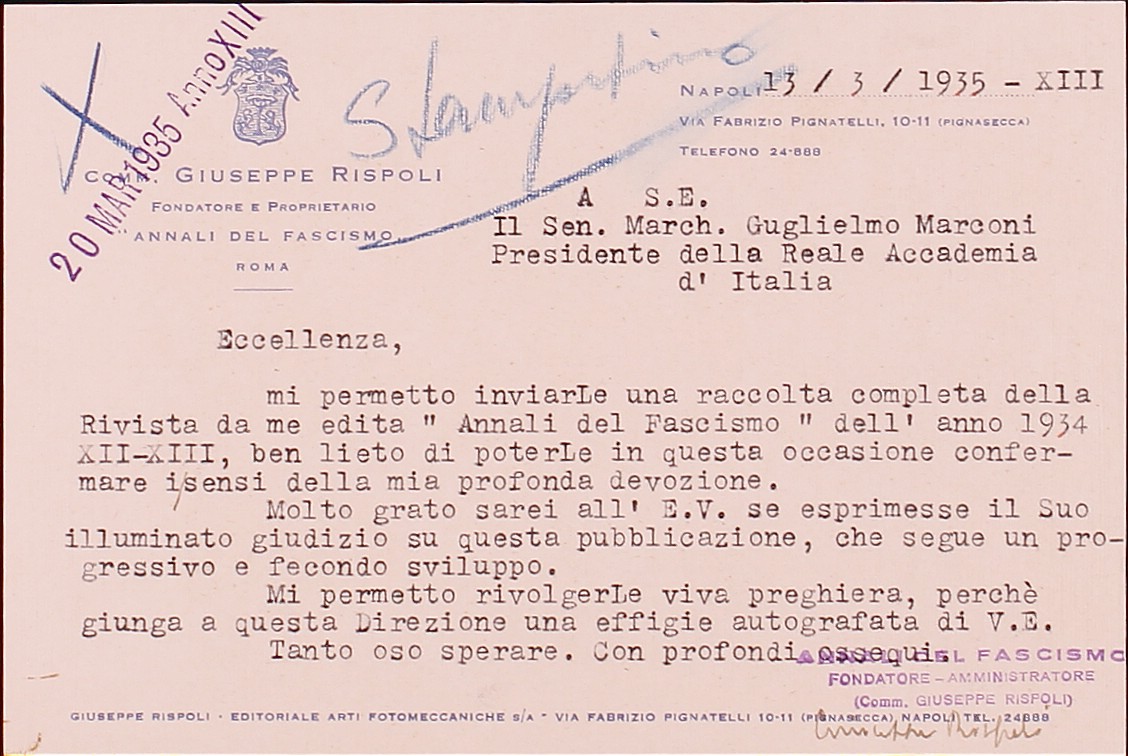 20 MAR 1935 Anno XIII
Stampatino
NAPOLI 13 / 3 / 1935 - XIII
VIA FABRIZIO PIGNATELLI, 10-11 (PIGNASECCA)
TELEFONO 24-888
COMM. GIUSEPPE RISPOLI
FONDATORE E PROPRIETARIO
"ANNALI DEL FASCISMO
ROMA
A S.E.
Il Sen. March. Guglielmo Marconi
Presidente della Reale Accademia
d' Italia
Eccellenza,
mi permetto inviarLe una raccolta completa della
Rivista da me edita " Annali del Fascismo " dell' anno 1934
XII-XIII, ben lieto di poterLe in questa occasione confer-
mare i/sensi della mia profonda devozione.
Molto grato sarei all' E.V. se esprimesse il Suo
illuminato giudizio su questa pubblicazione, che segue un pro-
gressivo e fecondo sviluppo.
Mi permetto rivolgerLe viva preghiera, perchè
giunga a questa Direzione una effigie autografata di V.E.
Tanto oso sperare. Con profondi ossequi.
ANNALI DEL FASCISMO
FONDATORE - AMMINISTRATORE
(Comm. GIUSEPPE RISPOLI)
GIUSEPPE RISPOLI - EDITORIALE ARTI FOTOMECCANICHE S/A - VIA FABRIZIO PIGNATELLI 10-11 (PIGNASECCA) NAPOLI TEL. 24888
Giuseppe Rispoli